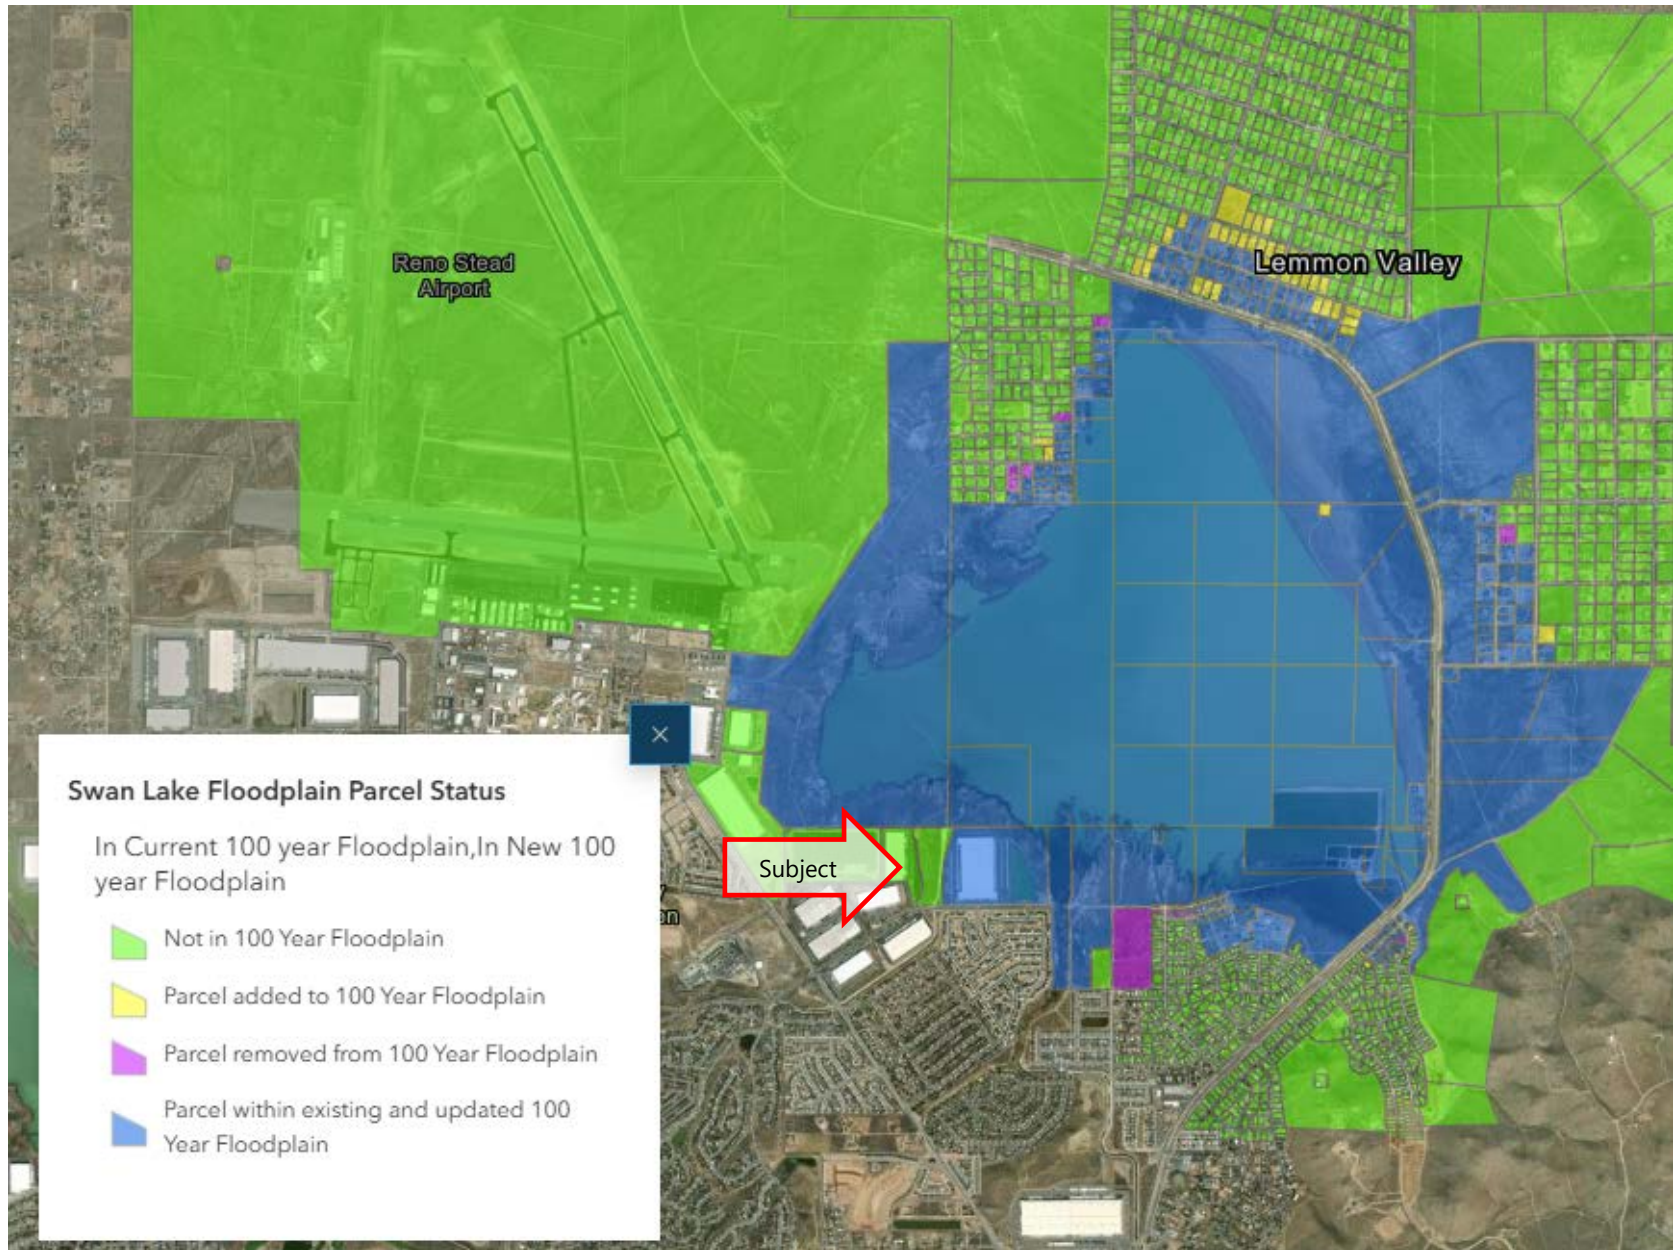 Reno Stead
Airport
Lemmon Valley
×
Swan Lake Floodplain Parcel Status
In Current 100 year Floodplain,In New 100
year Floodplain
Subject
Not in 100 Year Floodplain
Parcel added to 100 Year Floodplain
Parcel removed from 100 Year Floodplain
Parcel within existing and updated 100
Year Floodplain